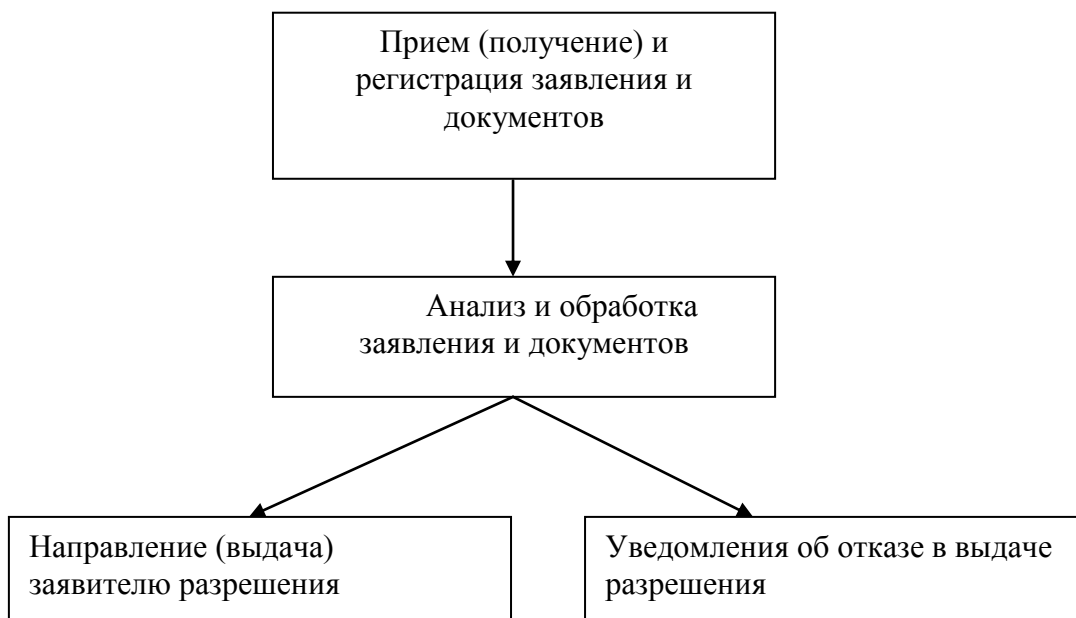 Прием (получение) и
регистрация заявления и
документов
Анализ и обработка
заявления и документов
Направление (выдача)
заявителю разрешения
Уведомления об отказе в выдаче
разрешения